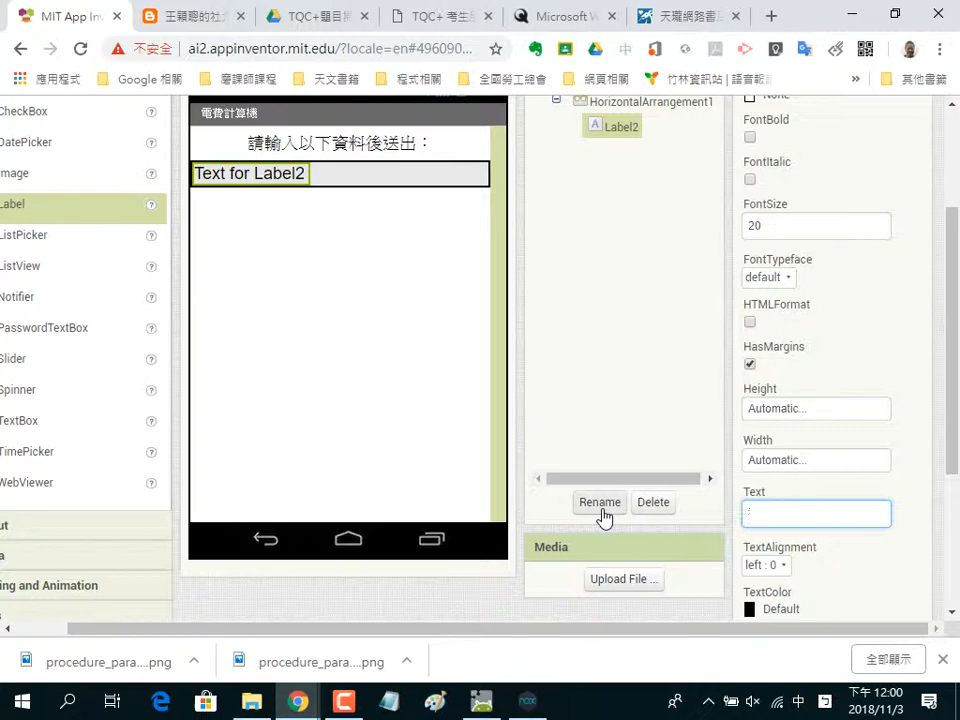 MIT App Inv
王穎聰的社
TQC+題目掃
TQC+ 考生
Microsoft W
天瓏網路書
不安全
ai2.appinventor.mit.edu/?locale=en#496090...
應用程式
Google 相關
磨課師課程
天文書籍
程式相關
全國勞工總會
網頁相關
竹林資訊站 | 語音報
»
其他書籤
CheckBox
DatePicker
mage
Label
ListPicker
ListView
Notifier
PasswordTextBox
Slider
Spinner
TextBox
TimePicker
WebViewer
ut
a
ing and Animation
s
電費計算機
請輸入以下資料後送出：
Text for Label2
HorizontalArrangement1
Label2
Rename
Delete
Media
Upload File ...
None
FontBold
FontItalic
FontSize
20
FontTypeface
default
HTMLFormat
HasMargins
Height
Automatic...
Width
Automatic...
Text
:
TextAlignment
left : 0
TextColor
Default
procedure_para....png
procedure_para....png
全部顯示
中
下午 12:00
2018/11/3